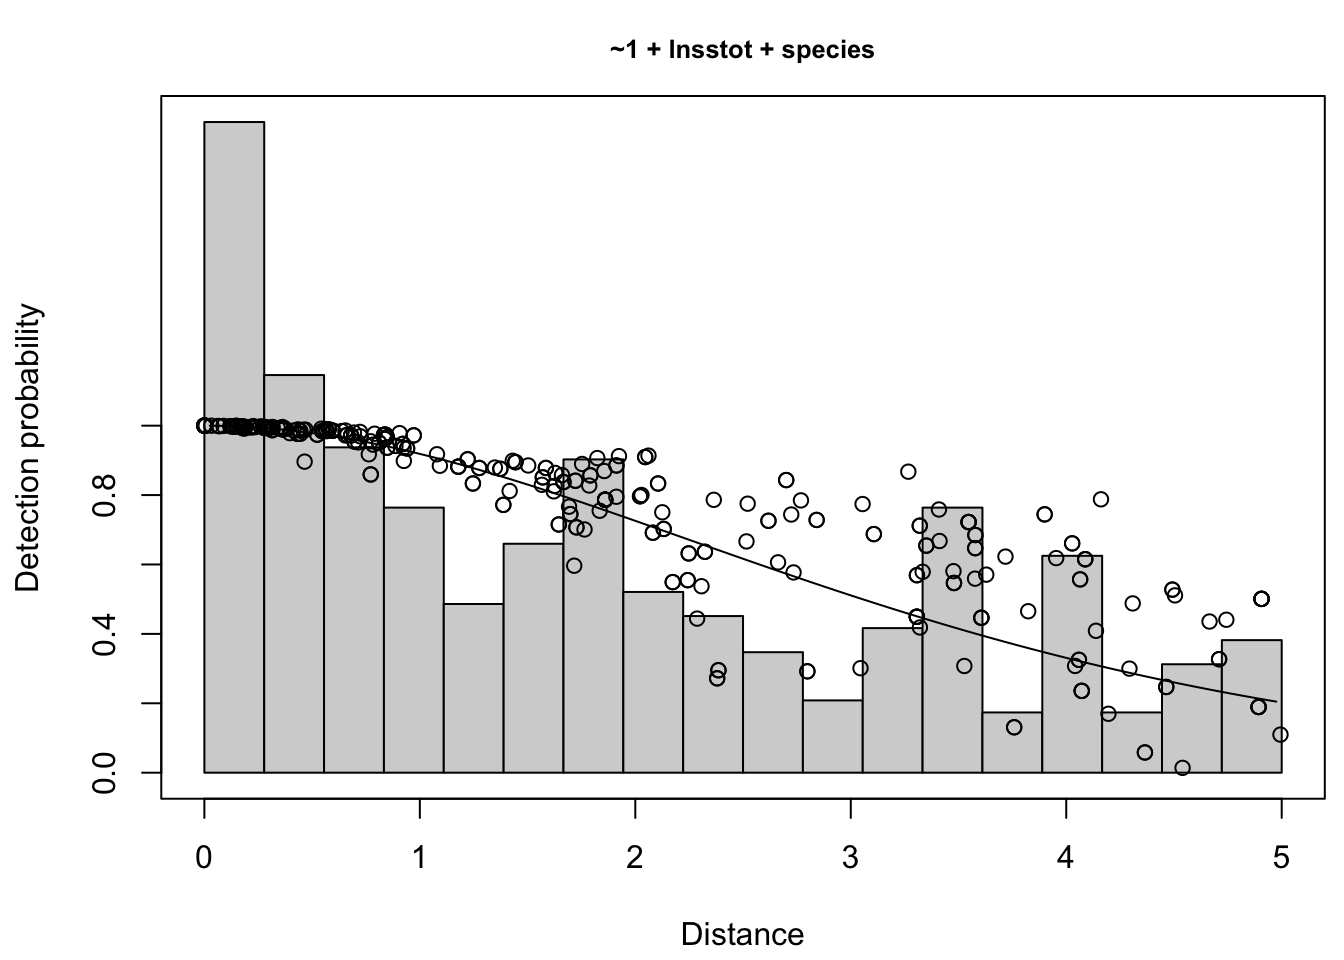 ~1 + lnsstot + species
Detection probability
0.8
0.4
0.0
0 1 2 3 4 5
Distance